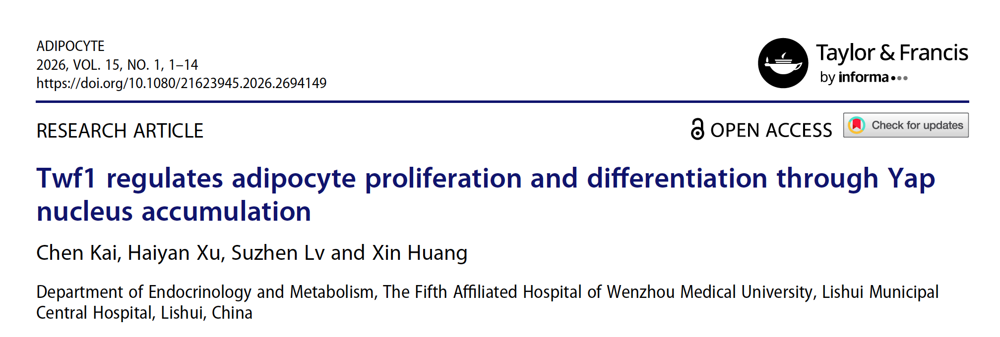 ADIPOCYTE
2026, VOL. 15, NO. 1, 1–14
https://doi.org/10.1080/21623945.2026.2694149
Taylor & Francis
by informa
RESEARCH ARTICLE
OPEN ACCESS
Check for updates
Twf1 regulates adipocyte proliferation and differentiation through Yap
nucleus accumulation
Chen Kai, Haiyan Xu, Suzhen Lv and Xin Huang
Department of Endocrinology and Metabolism, The Fifth Affiliated Hospital of Wenzhou Medical University, Lishui Municipal
Central Hospital, Lishui, China